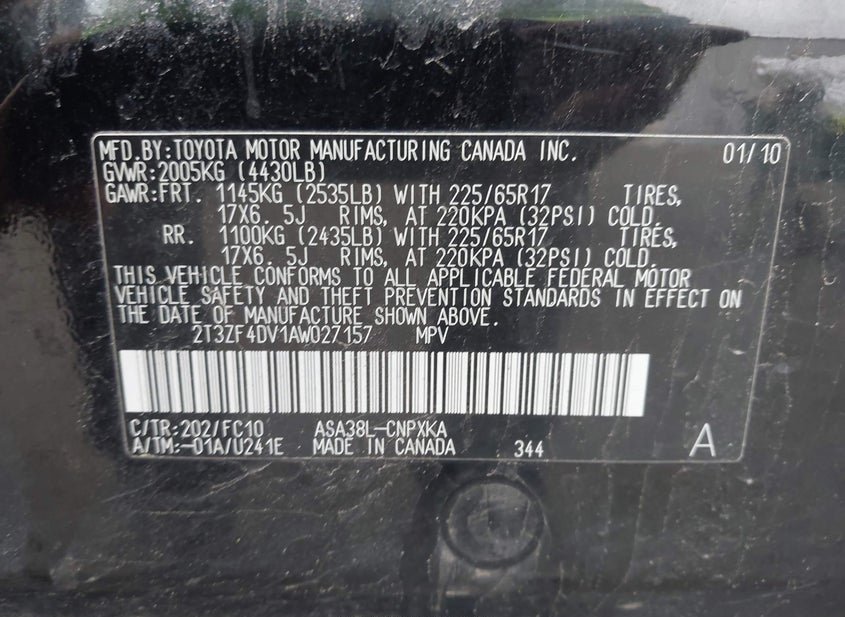 MFD.BY:TOYOTA MOTOR MANUFACTURING CANADA INC. 01/10
GVWR:2005KG (4430LB)
GAWR:FRT. 1145KG (2535LB) WITH 225/65R17 TIRES,
17X6. 5J RIMS, AT 220KPA (32PSI) COLD.
RR. 1100KG (2435LB) WITH 225/65R17 TIRES,
17X6. 5J RIMS, AT 220KPA (32PSI) COLD.
THIS VEHICLE CONFORMS TO ALL APPLICABLE FEDERAL MOTOR
VEHICLE SAFETY AND THEFT PREVENTION STANDARDS IN EFFECT ON
THE DATE OF MANUFACTURE SHOWN ABOVE.
2T3ZF4DV1AW027157 MPV
C/TR:202/FC10 ASA38L-CNPXKA
A/TM:-01A/U241E MADE IN CANADA 344 A